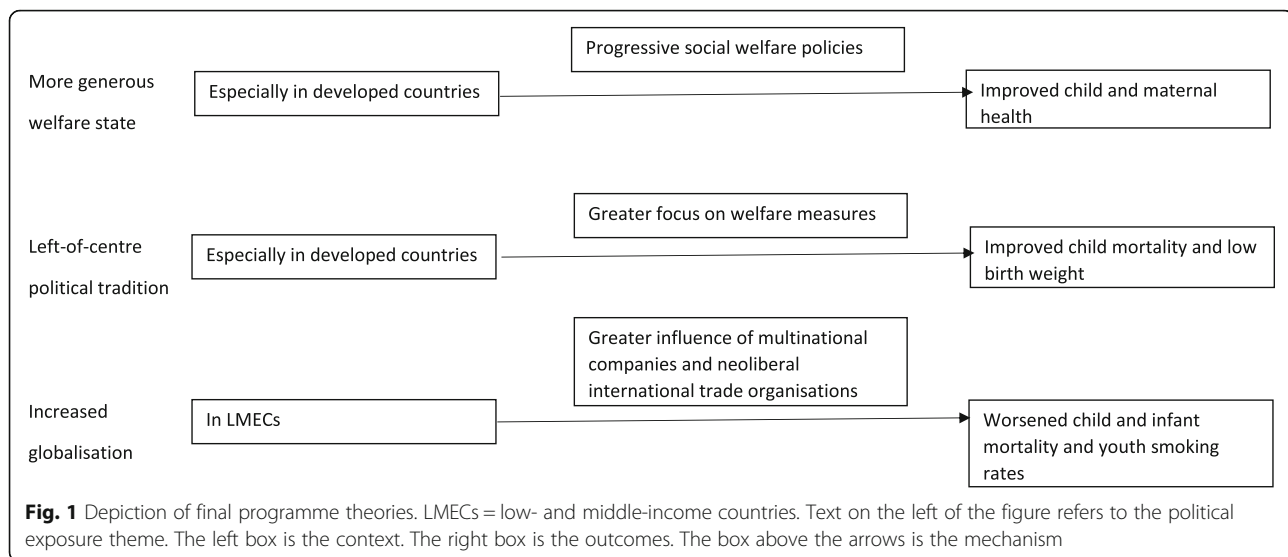 Progressive social welfare policies
More generous
welfare state
Especially in developed countries
Improved child and maternal
health
Greater focus on welfare measures
Left-of-centre
political tradition
Especially in developed countries
Improved child mortality and low
birth weight
Greater influence of multinational
companies and neoliberal
international trade organisations
Increased
globalisation
In LMECs
Worsened child and infant
mortality and youth smoking
rates
Fig. 1 Depiction of final programme theories. LMECs = low- and middle-income countries. Text on the left of the figure refers to the political
exposure theme. The left box is the context. The right box is the outcomes. The box above the arrows is the mechanism